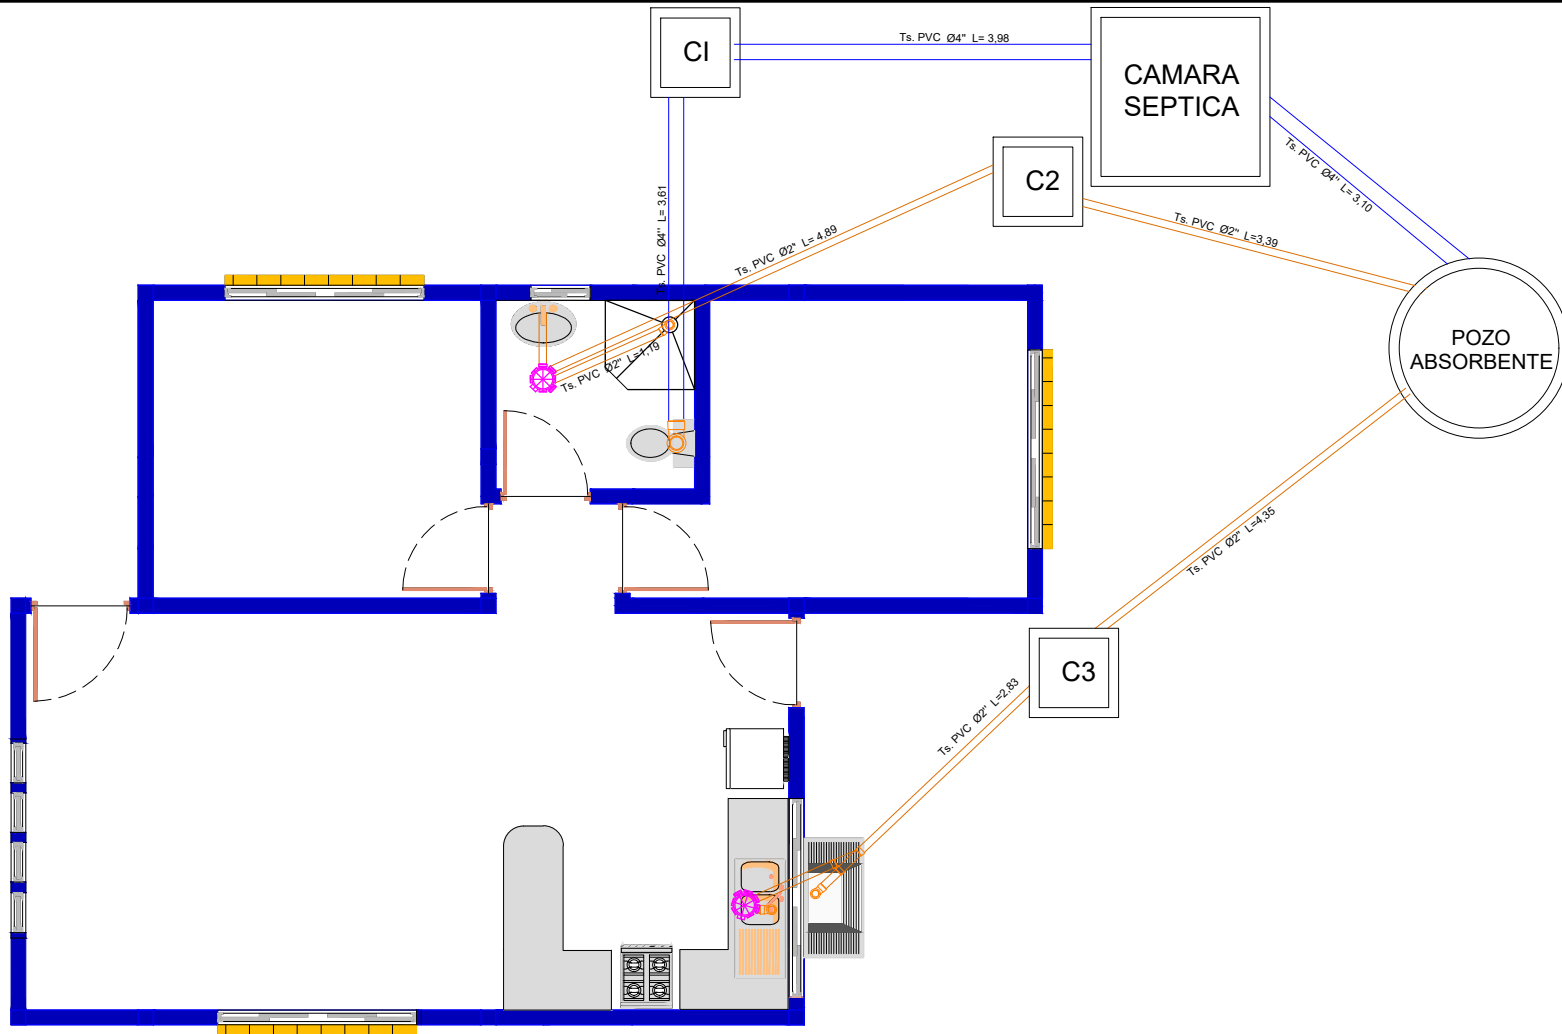 CI
Ts. PVC Ø4" L= 3,98
CAMARA
SEPTICA
Ts. PVC Ø4" L= 3,10
C2
Ts. PVC Ø4" L= 3,61
Ts. PVC Ø2" L= 4,89
Ts. PVC Ø2" L=3,39
Ts. PVC Ø2" L=1,19
POZO
ABSORBENTE
Ts. PVC Ø2" L=4,35
C3
Ts. PVC Ø2" L=2,83